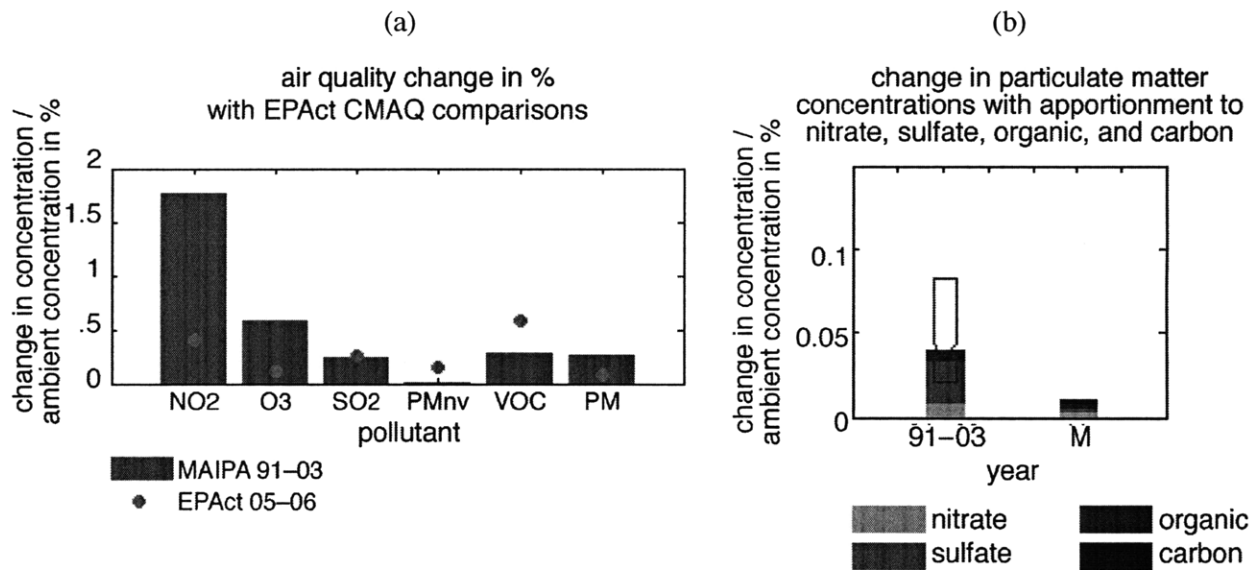 (a)
air quality change in %
with EPAct CMAQ comparisons
change in concentration /
ambient concentration in %
2
1.5
1
.5
0
NO2 O3 SO2 PMnv VOC PM
pollutant
MAIPA 91–03
EPAct 05–06
(b)
change in particulate matter
concentrations with apportionment to
nitrate, sulfate, organic, and carbon
change in concentration /
ambient concentration in %
0.1
0.05
0
91–03 M
year
nitrate organic
sulfate carbon